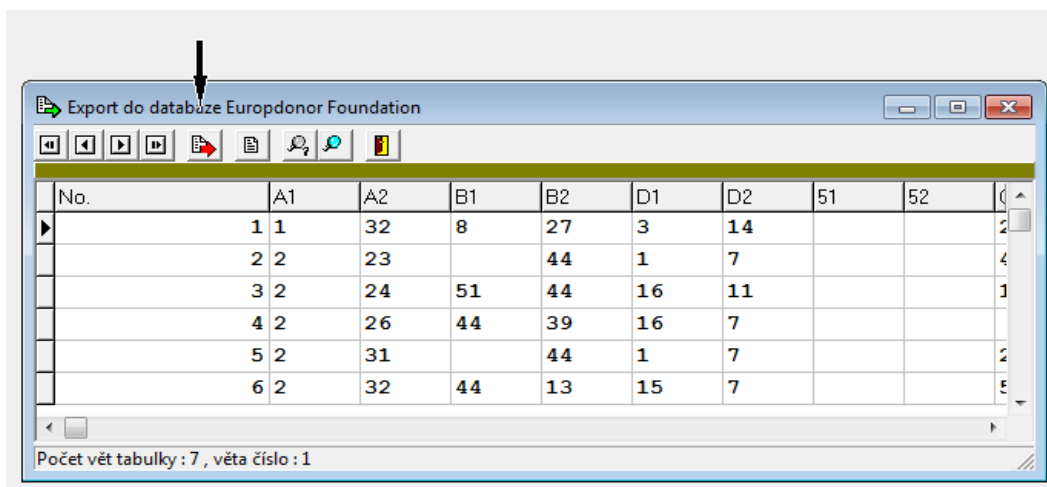 Export do databáze Europdonor Foundation
No. A1 A2 B1 B2 D1 D2 51 52
1 1 32 8 27 3 14
2 2 23 44 1 7
3 2 24 51 44 16 11
4 2 26 44 39 16 7
5 2 31 44 1 7
6 2 32 44 13 15 7
Počet vět tabulky : 7 , věta číslo : 1